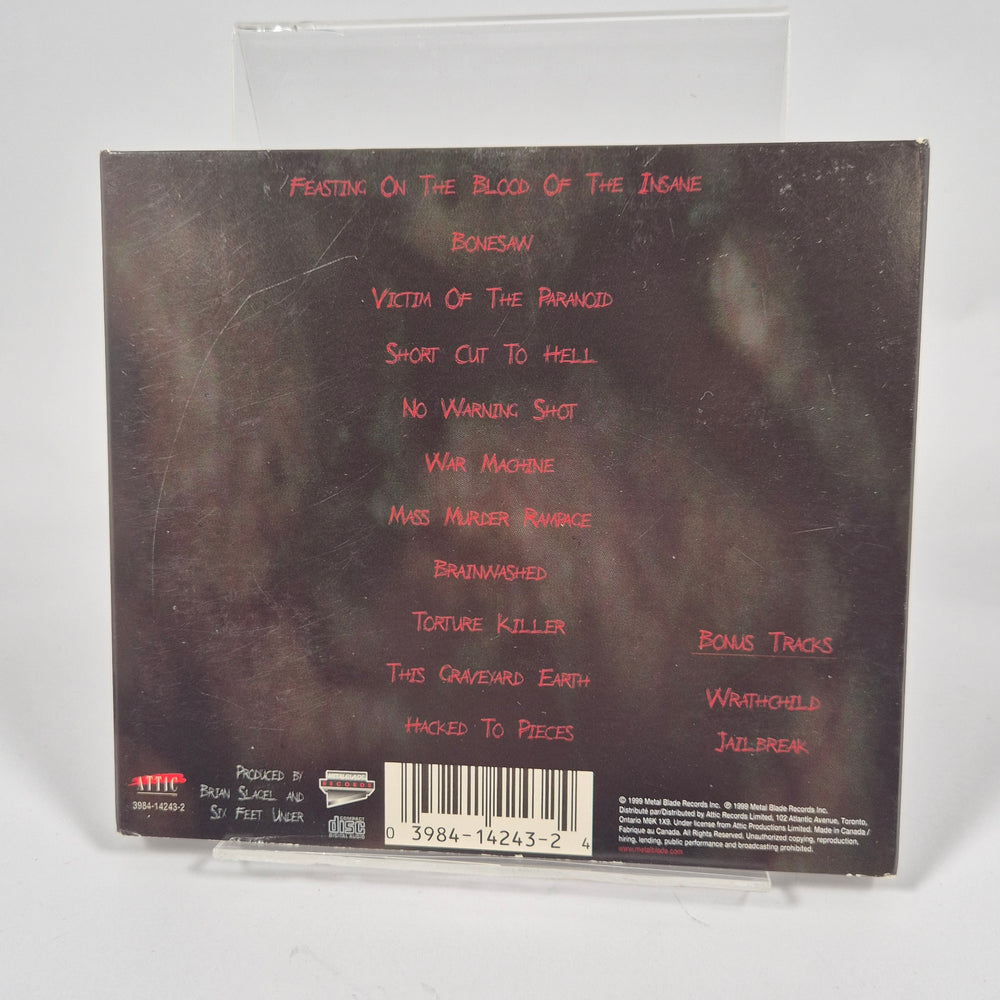 FEASTING ON THE BLOOD OF THE INSANE
BONESAW
VICTIM OF THE PARANOID
SHORT CUT TO HELL
NO WARNING SHOT
WAR MACHINE
MASS MURDER RAMPAGE
BRAINWASHED
TORTURE KILLER
THIS GRAVEYARD EARTH
HACKED TO PIECES
BONUS TRACKS
WRATHCHILD
JAILBREAK
ATTIC
3984-14243-2
PRODUCED BY
BRIAN SLAGEL AND
SIX FEET UNDER
METAL BLADE
RECORDS
COMPACT
disc
DIGITAL AUDIO
0 3984-14243-2 4
© 1999 Metal Blade Records Inc. ℗ 1999 Metal Blade Records Inc.
Distribué par/Distributed by Attic Records Limited, 102 Atlantic Avenue, Toronto,
Ontario M6K 1X9. Under license from Attic Productions Limited. Made in Canada /
Fabrique au Canada. All Rights Reserved. Unauthorized copying, reproduction,
hiring, lending, public performance and broadcasting prohibited.
www.metalblade.com